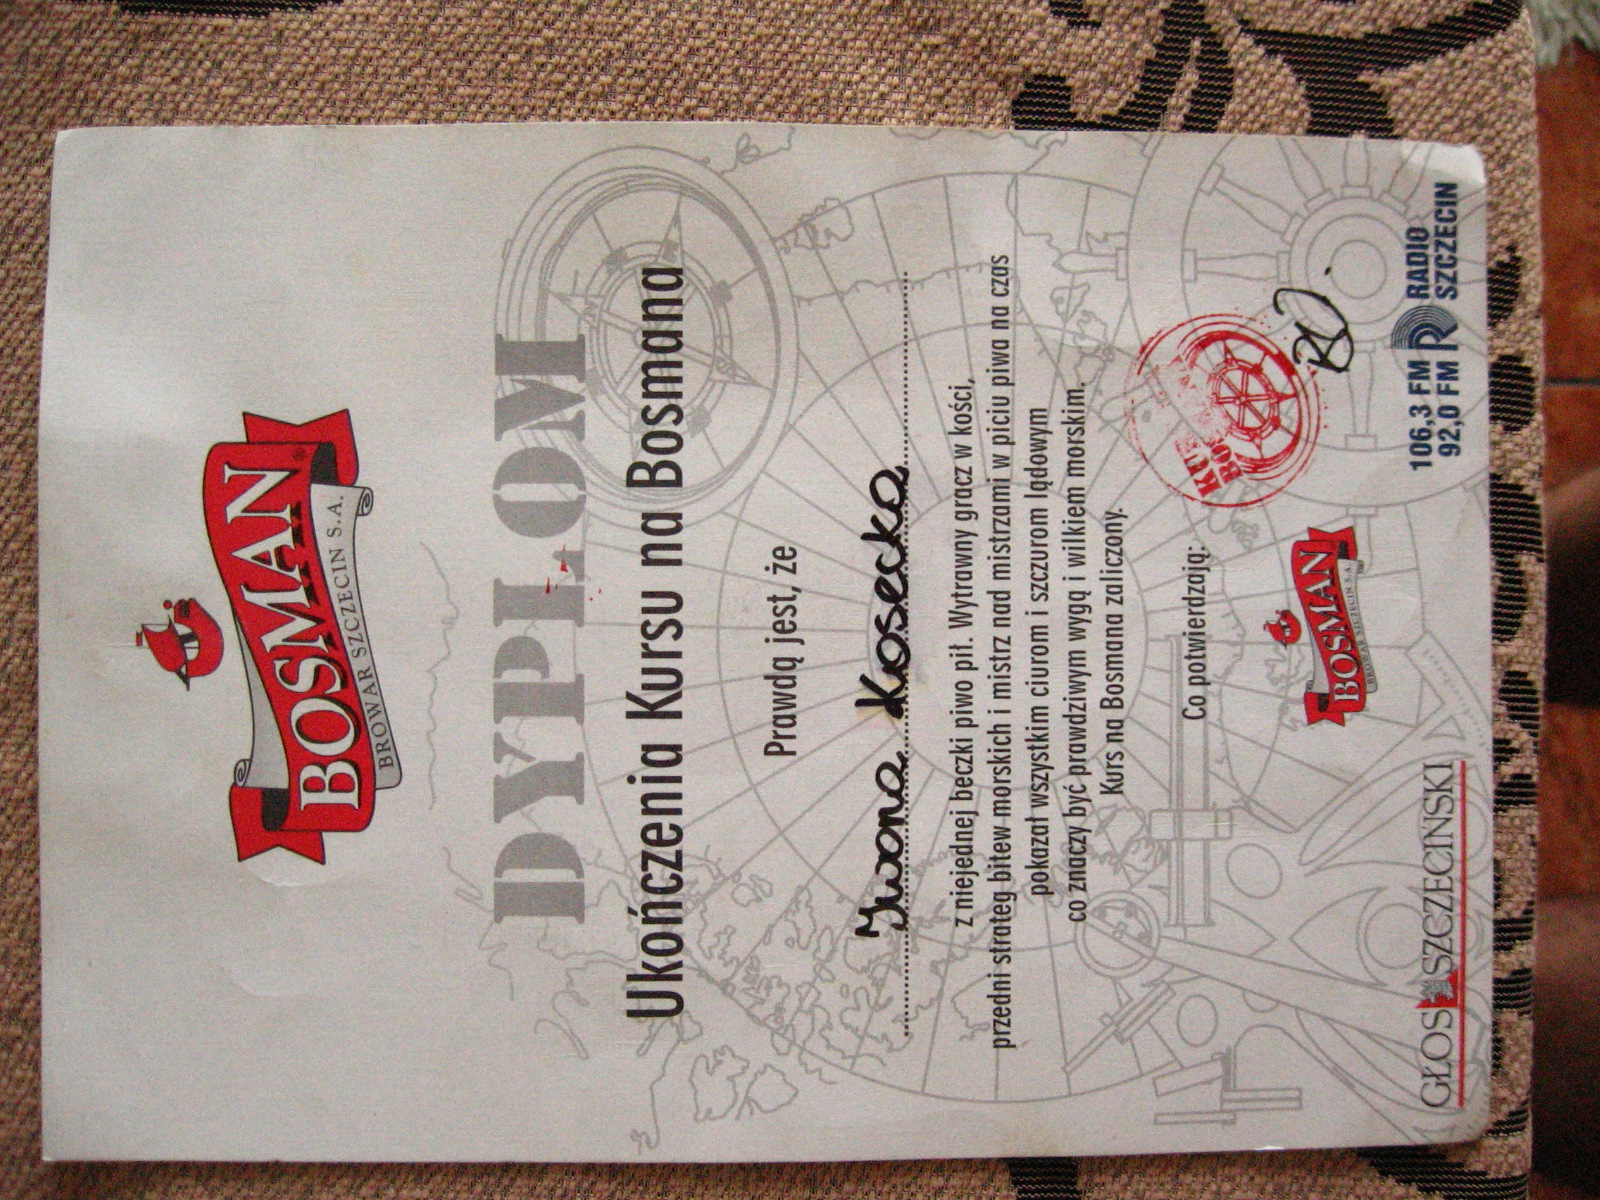 BOSMAN®
BROWAR SZCZECIN S.A.
DYPLOM
Ukończenia Kursu na Bosmana
Prawdą jest, że
Iwona Kosecka
z niejednej beczki piwo pił. Wytrawny gracz w kości,
przedni strateg bitew morskich i mistrz nad mistrzami w piciu piwa na czas
pokazał wszystkim ciurom i szczurom lądowym
co znaczy być prawdziwym wygą i wilkiem morskim.
Kurs na Bosmana zaliczony.
Co potwierdzają:
GŁOS SZCZECIŃSKI
BOSMAN
BROWAR SZCZECIN S.A.
106,3 FM RADIO
92,0 FM SZCZECIN